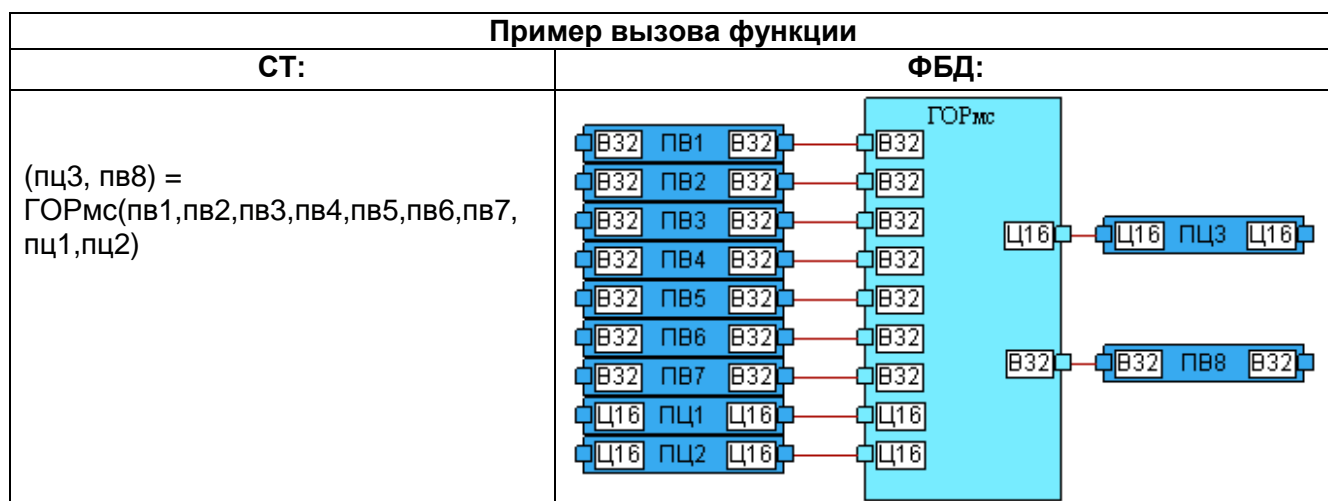 Пример вызова функции
СТ:
ФБД:
(пц3, пв8) =
ГОРмс(пв1,пв2,пв3,пв4,пв5,пв6,пв7,
пц1,пц2)
ГОРмс
В32 ПВ1 В32 В32
В32 ПВ2 В32 В32
В32 ПВ3 В32 В32
Ц16 Ц16 ПЦ3 Ц16
В32 ПВ4 В32 В32
В32 ПВ5 В32 В32
В32 ПВ6 В32 В32
В32 В32 ПВ8 В32
В32 ПВ7 В32 В32
Ц16 ПЦ1 Ц16 Ц16
Ц16 ПЦ2 Ц16 Ц16